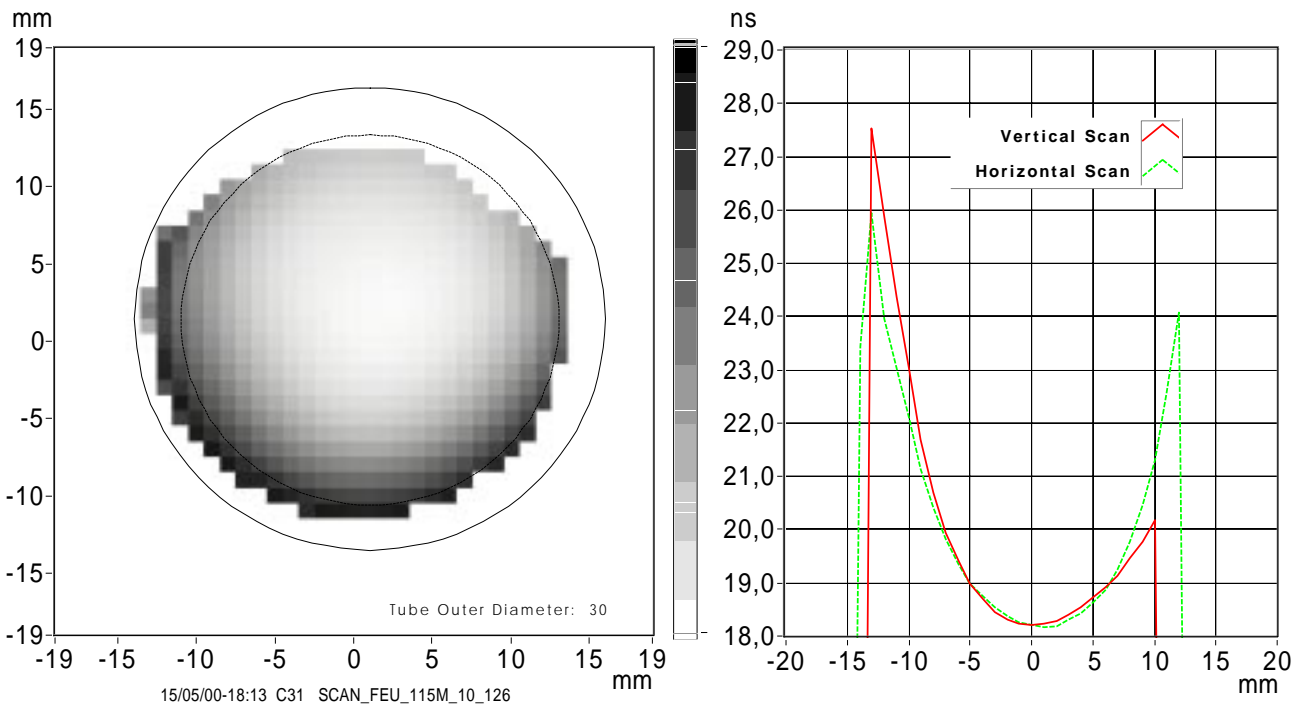 mm
19
15
10
5
0
-5
-10
-15
-19
-19 -15 -10 -5 0 5 10 15 19
mm
Tube Outer Diameter: 30
15/05/00-18:13 C31 SCAN_FEU_115M_10_126
ns
29,0
28,0
27,0
26,0
25,0
24,0
23,0
22,0
21,0
20,0
19,0
18,0
Vertical Scan
Horizontal Scan
-20 -15 -10 -5 0 5 10 15 20
mm